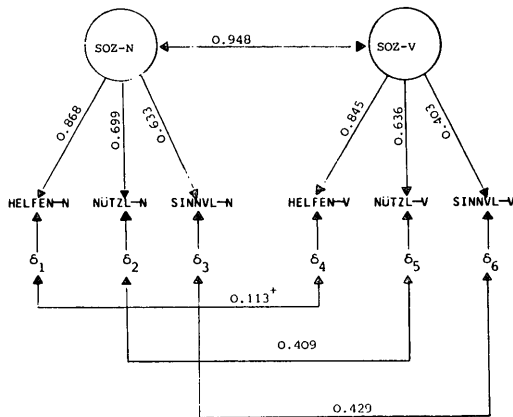 0.948
SOZ-N SOZ-V
0.868 0.699 0.633 0.845 0.636 0.403
HELFEN-N NÜTZL-N SINNVL-N HELFEN-V NÜTZL-V SINNVL-V
δ1 δ2 δ3 δ4 δ5 δ6
0.113+
0.409
0.429